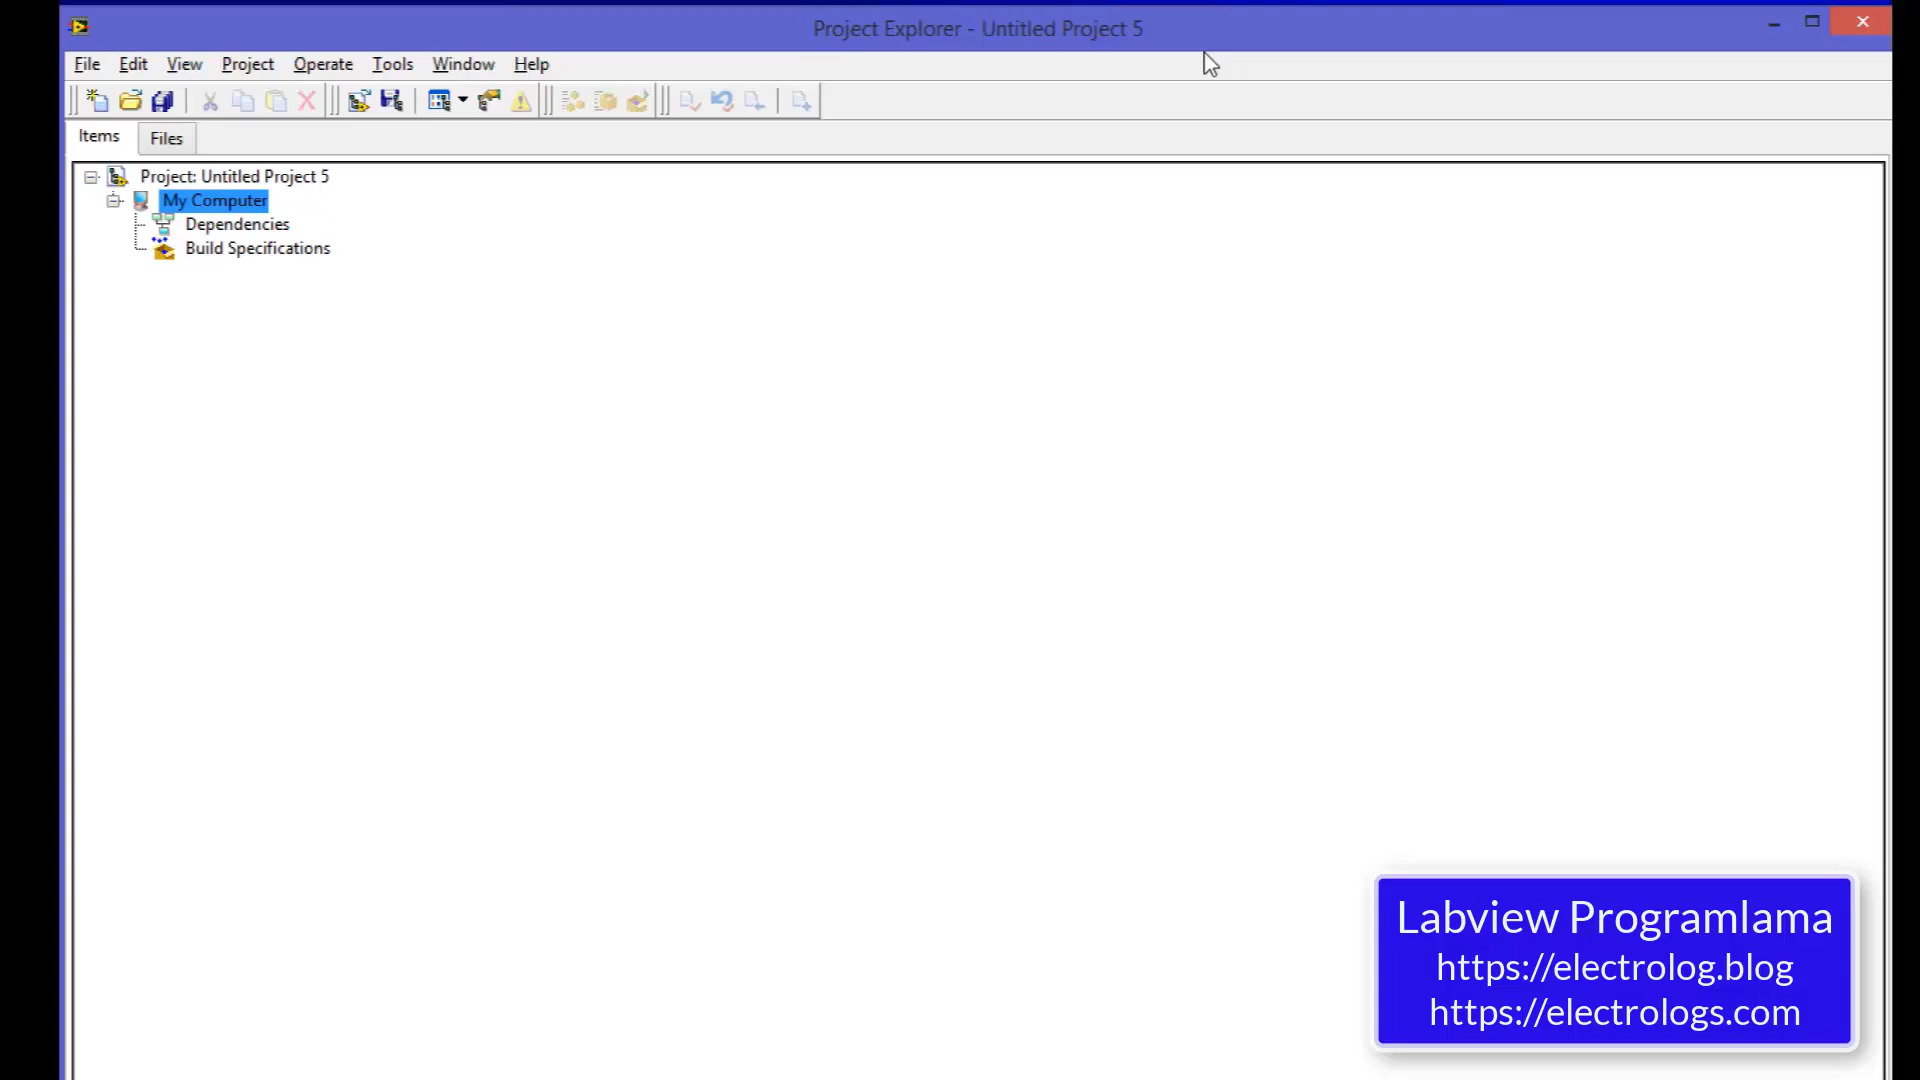 Project Explorer - Untitled Project 5
File Edit View Project Operate Tools Window Help
Items Files
Project: Untitled Project 5
My Computer
Dependencies
Build Specifications
Labview Programlama
https://electrolog.blog
https://electrologs.com